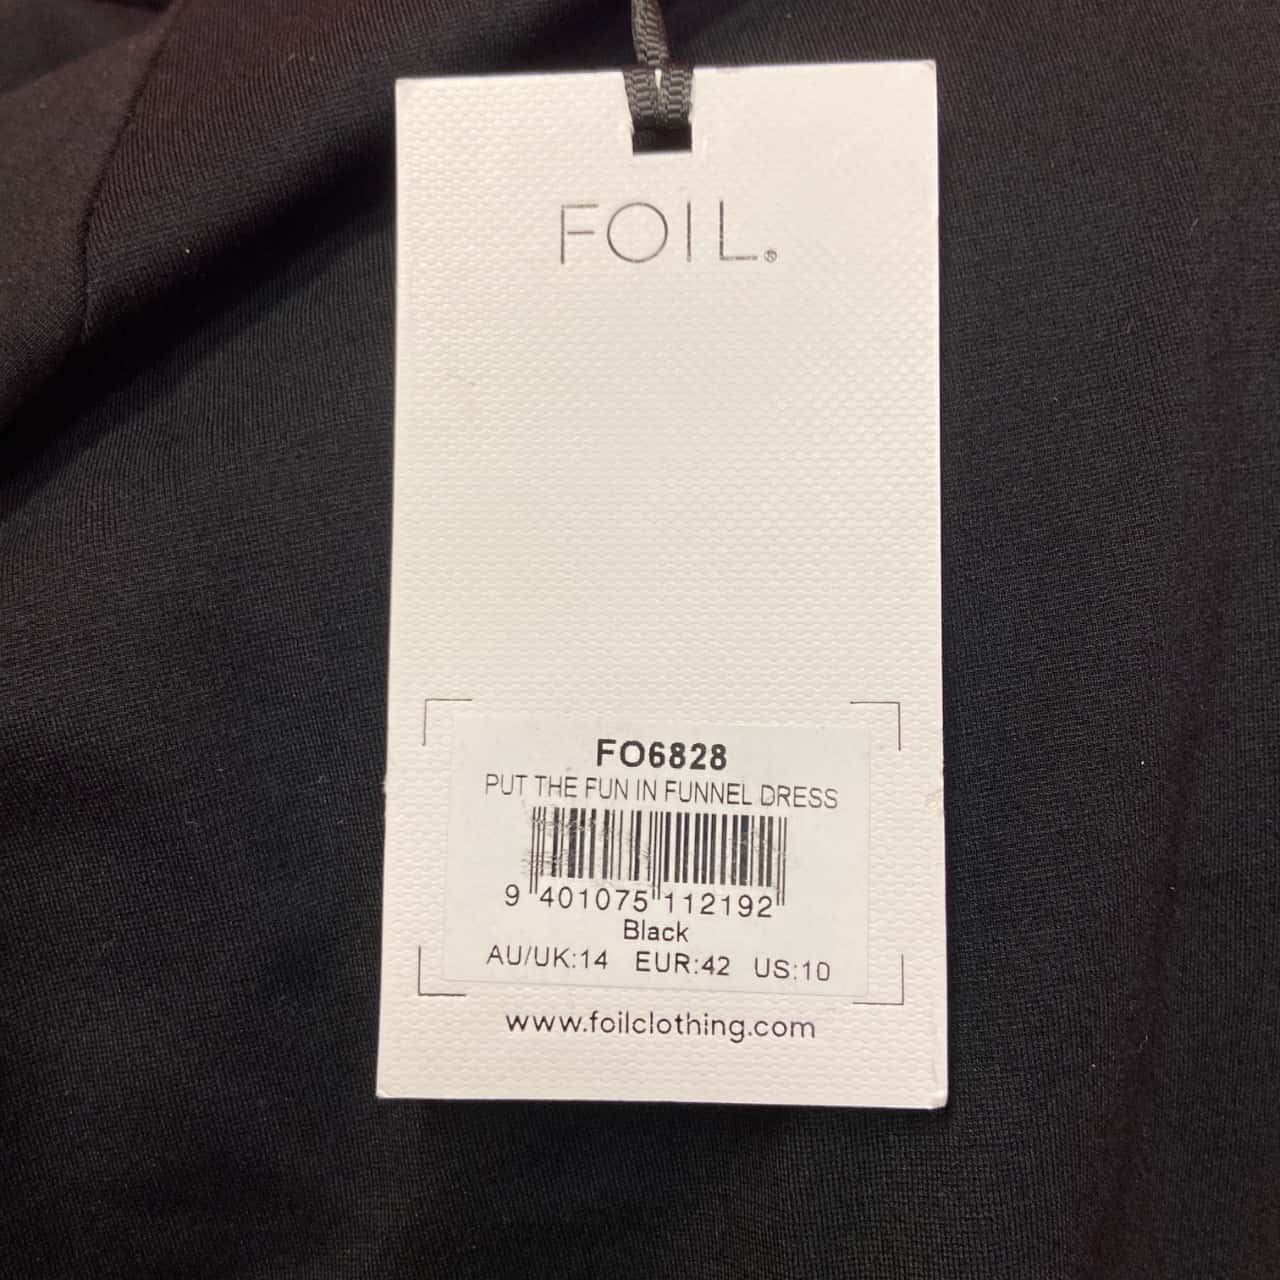 FOIL®
FO6828
PUT THE FUN IN FUNNEL DRESS
9 401075 112192
Black
AU/UK:14 EUR:42 US:10
www.foilclothing.com